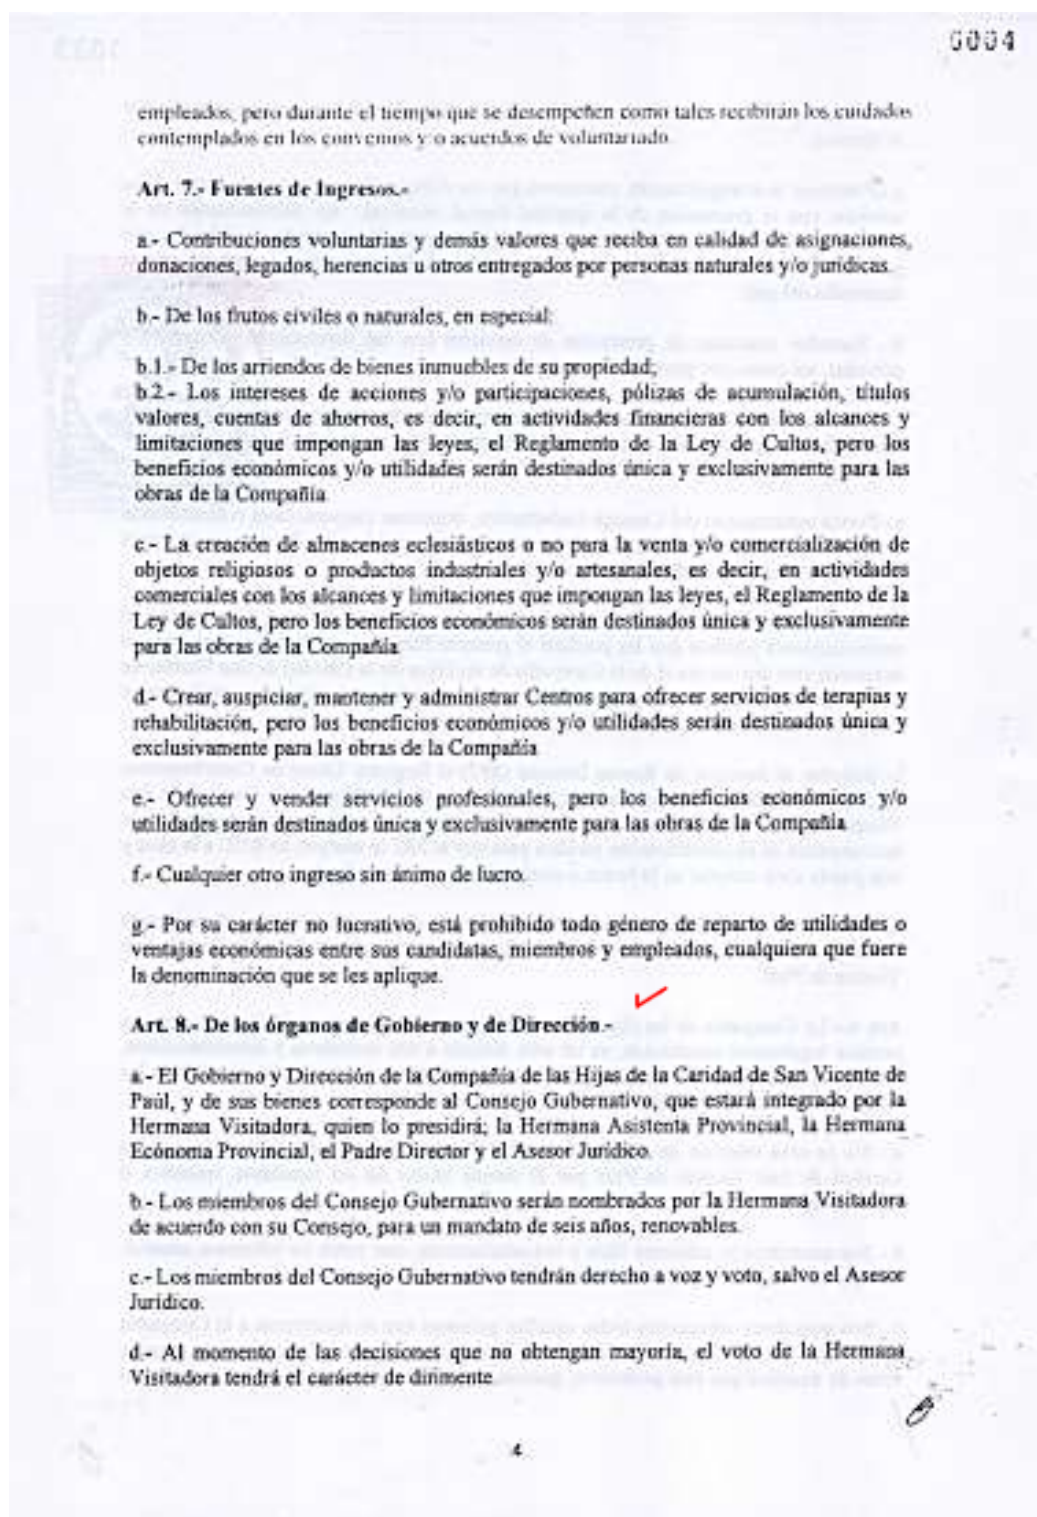 0004
empleados, pero durante el tiempo que se desempeñen como tales recibirán los cuidados
contemplados en los convenios y/o acuerdos de voluntariado.
Art. 7.- Fuentes de Ingresos.-
a.- Contribuciones voluntarias y demás valores que reciba en calidad de asignaciones,
donaciones, legados, herencias u otros entregados por personas naturales y/o jurídicas.
b.- De los frutos civiles o naturales, en especial:
b.1.- De los arriendos de bienes inmuebles de su propiedad;
b.2.- Los intereses de acciones y/o participaciones, pólizas de acumulación, títulos
valores, cuentas de ahorros, es decir, en actividades financieras con los alcances y
limitaciones que impongan las leyes, el Reglamento de la Ley de Cultos, pero los
beneficios económicos y/o utilidades serán destinados única y exclusivamente para las
obras de la Compañía
c.- La creación de almacenes eclesiásticos o no para la venta y/o comercialización de
objetos religiosos o productos industriales y/o artesanales, es decir, en actividades
comerciales con los alcances y limitaciones que impongan las leyes, el Reglamento de la
Ley de Cultos, pero los beneficios económicos serán destinados única y exclusivamente
para las obras de la Compañía
d.- Crear, auspiciar, mantener y administrar Centros para ofrecer servicios de terapias y
rehabilitación, pero los beneficios económicos y/o utilidades serán destinados única y
exclusivamente para las obras de la Compañía
e.- Ofrecer y vender servicios profesionales, pero los beneficios económicos y/o
utilidades serán destinados única y exclusivamente para las obras de la Compañía
f.- Cualquier otro ingreso sin ánimo de lucro.
g.- Por su carácter no lucrativo, está prohibido todo género de reparto de utilidades o
ventajas económicas entre sus candidatas, miembros y empleados, cualquiera que fuere
la denominación que se les aplique.
Art. 8.- De los órganos de Gobierno y de Dirección.-
a.- El Gobierno y Dirección de la Compañía de las Hijas de la Caridad de San Vicente de
Paúl, y de sus bienes corresponde al Consejo Gubernativo, que estará integrado por la
Hermana Visitadora, quien lo presidirá; la Hermana Asistenta Provincial, la Hermana
Ecónoma Provincial, el Padre Director y el Asesor Jurídico.
b.- Los miembros del Consejo Gubernativo serán nombrados por la Hermana Visitadora
de acuerdo con su Consejo, para un mandato de seis años, renovables.
c.- Los miembros del Consejo Gubernativo tendrán derecho a voz y voto, salvo el Asesor
Jurídico.
d.- Al momento de las decisiones que no obtengan mayoría, el voto de la Hermana
Visitadora tendrá el carácter de dirimente.
4